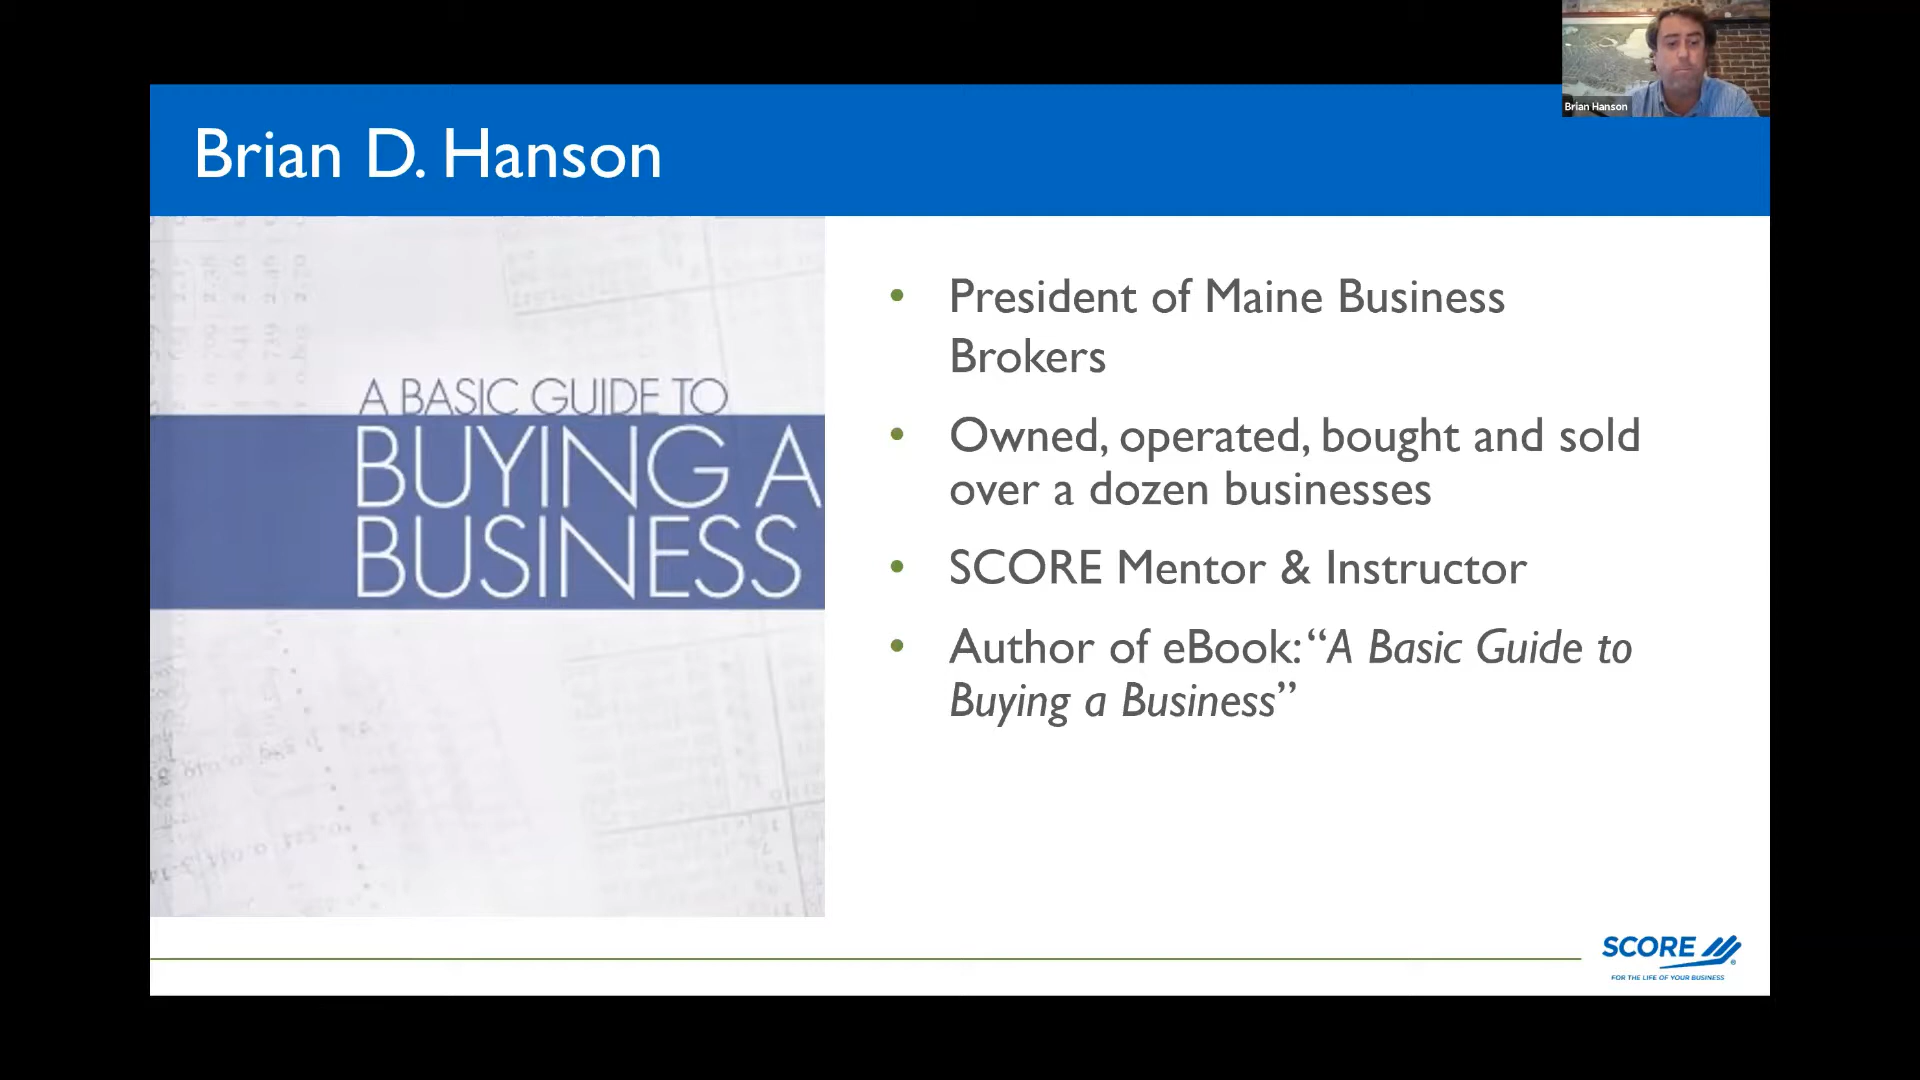 Brian Hanson
Brian D. Hanson
A BASIC GUIDE TO
BUYING A
BUSINESS
• President of Maine Business
Brokers
• Owned, operated, bought and sold
over a dozen businesses
• SCORE Mentor & Instructor
• Author of eBook: “A Basic Guide to
Buying a Business”
SCORE
FOR THE LIFE OF YOUR BUSINESS